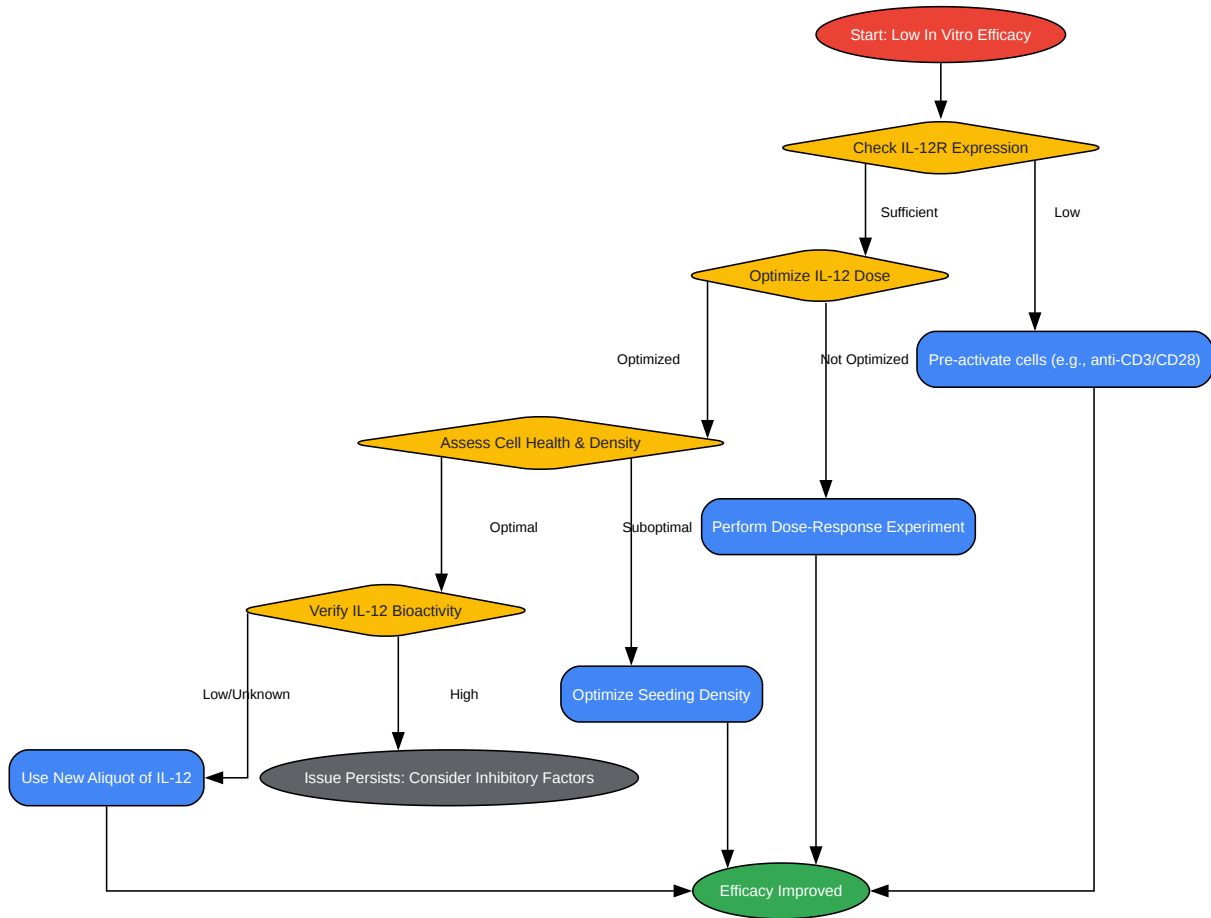 Start: Low In Vitro Efficacy
Check IL-12R Expression
Sufficient
Low
Optimize IL-12 Dose
Optimized
Not Optimized
Pre-activate cells (e.g., anti-CD3/CD28)
Assess Cell Health & Density
Optimal
Suboptimal
Perform Dose-Response Experiment
Verify IL-12 Bioactivity
Low/Unknown
High
Optimize Seeding Density
Use New Aliquot of IL-12
Issue Persists: Consider Inhibitory Factors
Efficacy Improved